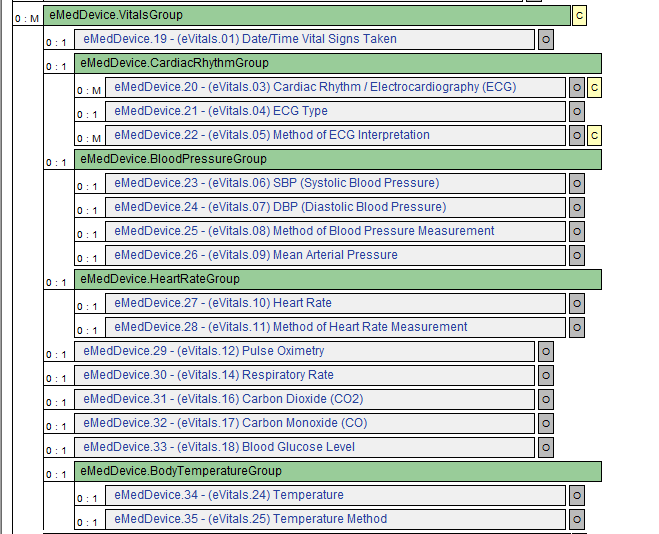 0 : M eMedDevice.VitalsGroup C
0 : 1 eMedDevice.19 - (eVitals.01) Date/Time Vital Signs Taken O
0 : 1 eMedDevice.CardiacRhythmGroup
0 : M eMedDevice.20 - (eVitals.03) Cardiac Rhythm / Electrocardiography (ECG) O C
0 : 1 eMedDevice.21 - (eVitals.04) ECG Type O
0 : M eMedDevice.22 - (eVitals.05) Method of ECG Interpretation O C
0 : 1 eMedDevice.BloodPressureGroup
0 : 1 eMedDevice.23 - (eVitals.06) SBP (Systolic Blood Pressure) O
0 : 1 eMedDevice.24 - (eVitals.07) DBP (Diastolic Blood Pressure) O
0 : 1 eMedDevice.25 - (eVitals.08) Method of Blood Pressure Measurement O
0 : 1 eMedDevice.26 - (eVitals.09) Mean Arterial Pressure O
0 : 1 eMedDevice.HeartRateGroup
0 : 1 eMedDevice.27 - (eVitals.10) Heart Rate O
0 : 1 eMedDevice.28 - (eVitals.11) Method of Heart Rate Measurement O
0 : 1 eMedDevice.29 - (eVitals.12) Pulse Oximetry O
0 : 1 eMedDevice.30 - (eVitals.14) Respiratory Rate O
0 : 1 eMedDevice.31 - (eVitals.16) Carbon Dioxide (CO2) O
0 : 1 eMedDevice.32 - (eVitals.17) Carbon Monoxide (CO) O
0 : 1 eMedDevice.33 - (eVitals.18) Blood Glucose Level O
0 : 1 eMedDevice.BodyTemperatureGroup
0 : 1 eMedDevice.34 - (eVitals.24) Temperature O
0 : 1 eMedDevice.35 - (eVitals.25) Temperature Method O